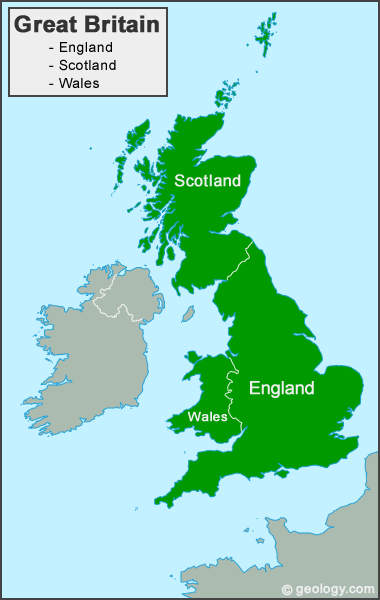 Great Britain
- England
- Scotland
- Wales
Scotland
England
Wales
© geology.com